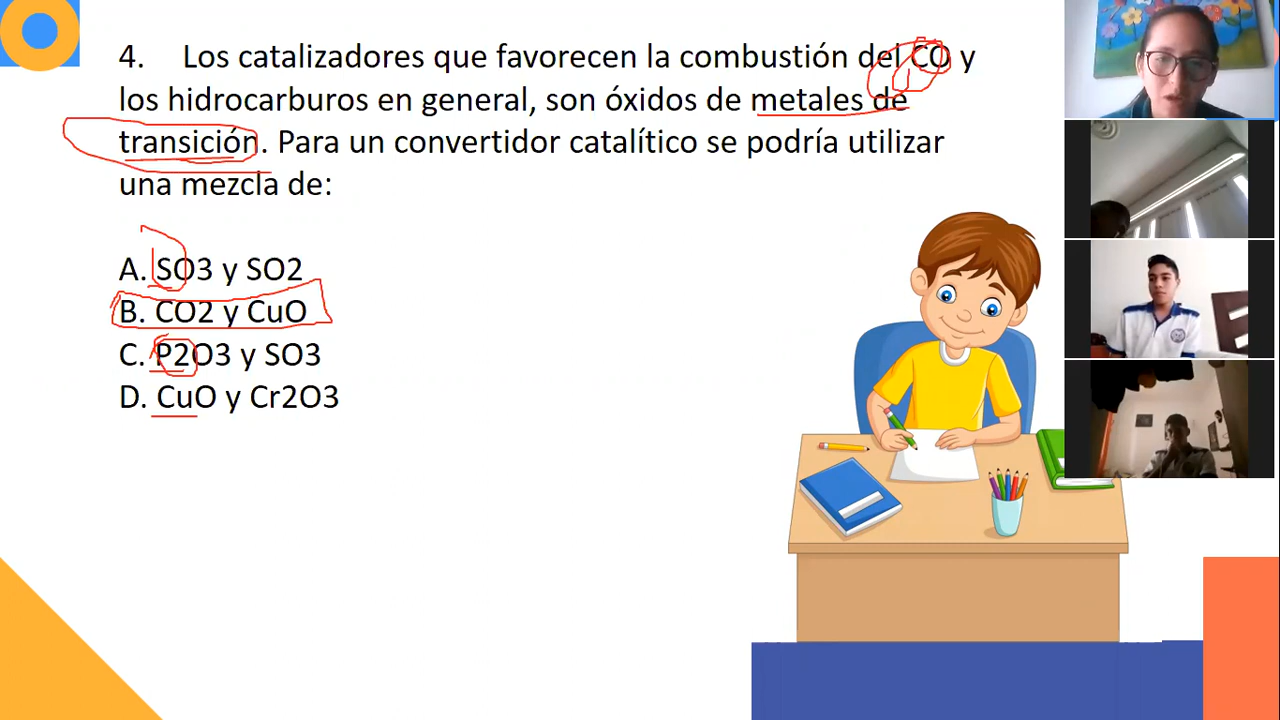 4. Los catalizadores que favorecen la combustión del CO y
los hidrocarburos en general, son óxidos de metales de
transición. Para un convertidor catalítico se podría utilizar
una mezcla de:
A. SO3 y SO2
B. CO2 y CuO
C. P2O3 y SO3
D. CuO y Cr2O3